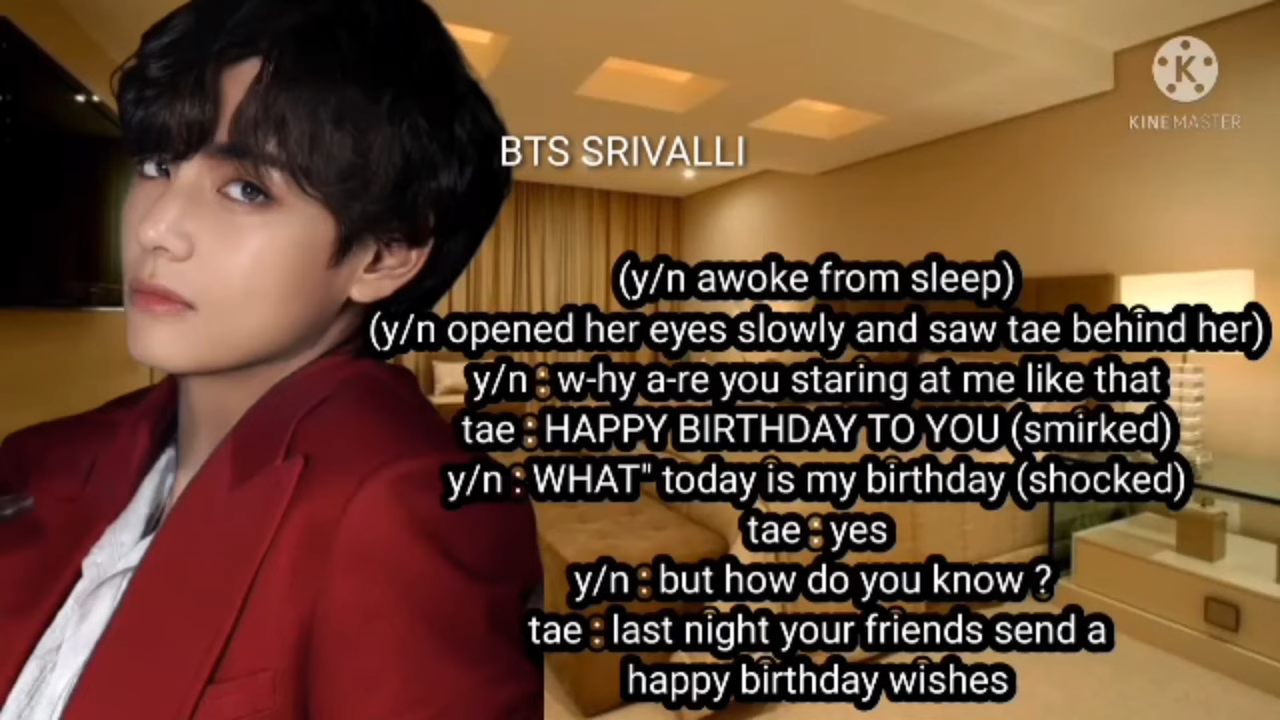 KINEMASTER
BTS SRIVALLI
(y/n awoke from sleep)
(y/n opened her eyes slowly and saw tae behind her)
y/n : w-hy a-re you staring at me like that
tae : HAPPY BIRTHDAY TO YOU (smirked)
y/n : WHAT" today is my birthday (shocked)
tae : yes
y/n : but how do you know ?
tae : last night your friends send a
happy birthday wishes